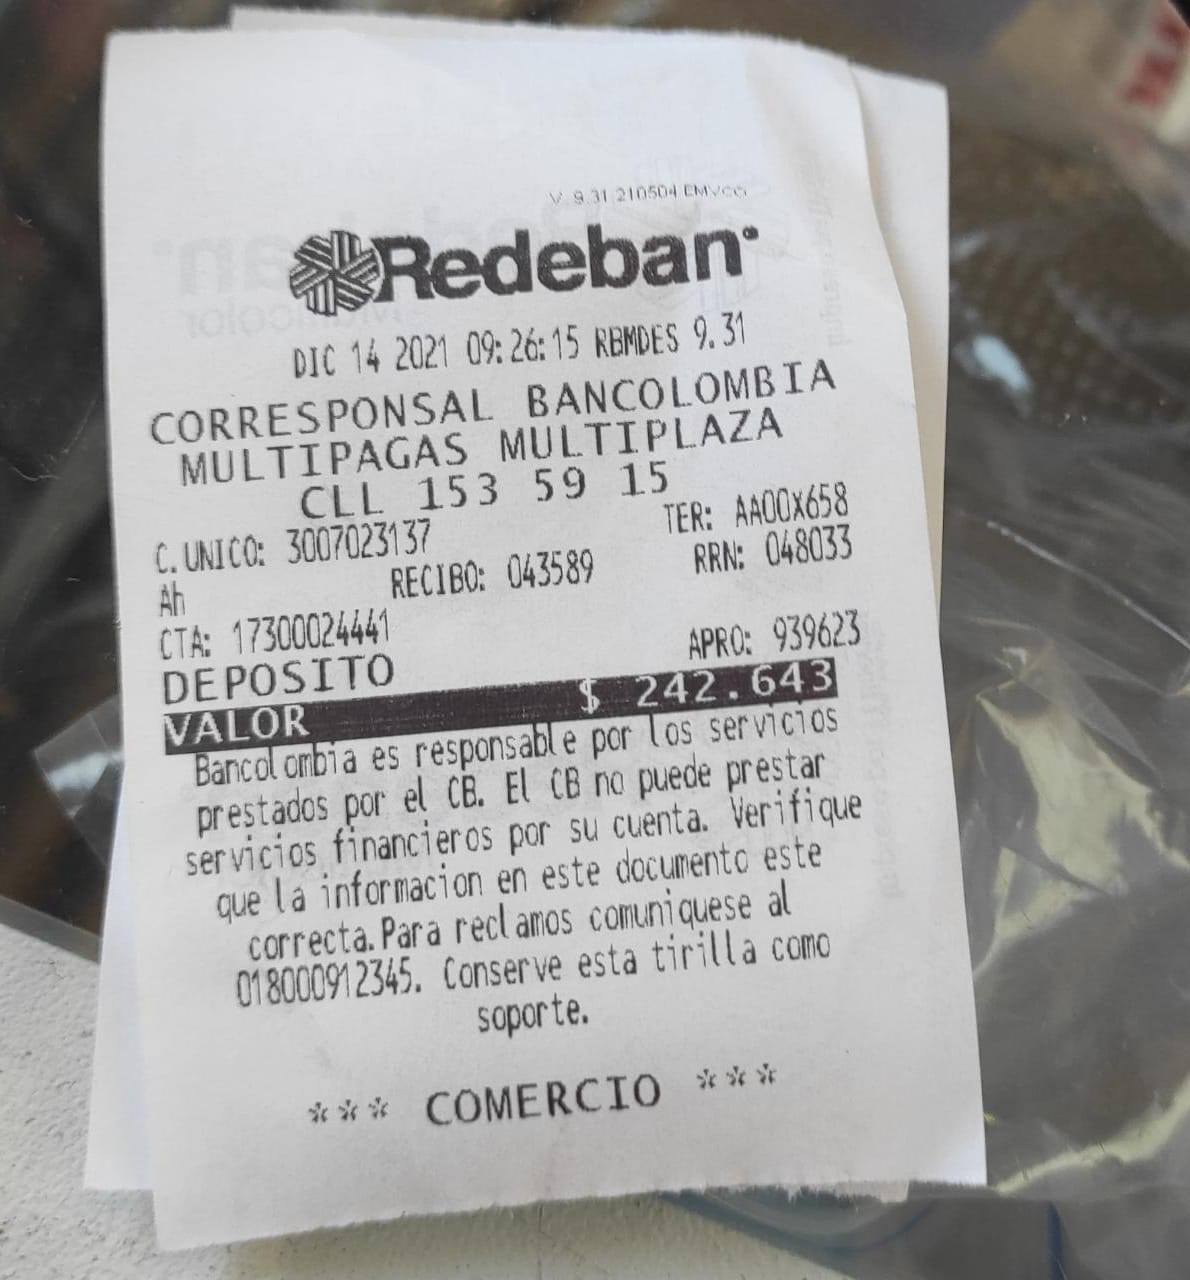 V 9.31 210504 EMVCO
Redeban
DIC 14 2021 09:26:15 RBMDES 9.31
CORRESPONSAL BANCOLOMBIA
MULTIPAGAS MULTIPLAZA
CLL 153 59 15
C. UNICO: 3007023137 TER: AA00X658
Ah RECIBO: 043589 RRN: 048033
CTA: 17300024441 APRO: 939623
DEPOSITO
VALOR $ 242.643
Bancolombia es responsable por los servicios
prestados por el CB. El CB no puede prestar
servicios financieros por su cuenta. Verifique
que la informacion en este documento este
correcta.Para reclamos comuniquese al
018000912345. Conserve esta tirilla como
soporte.
*** COMERCIO ***